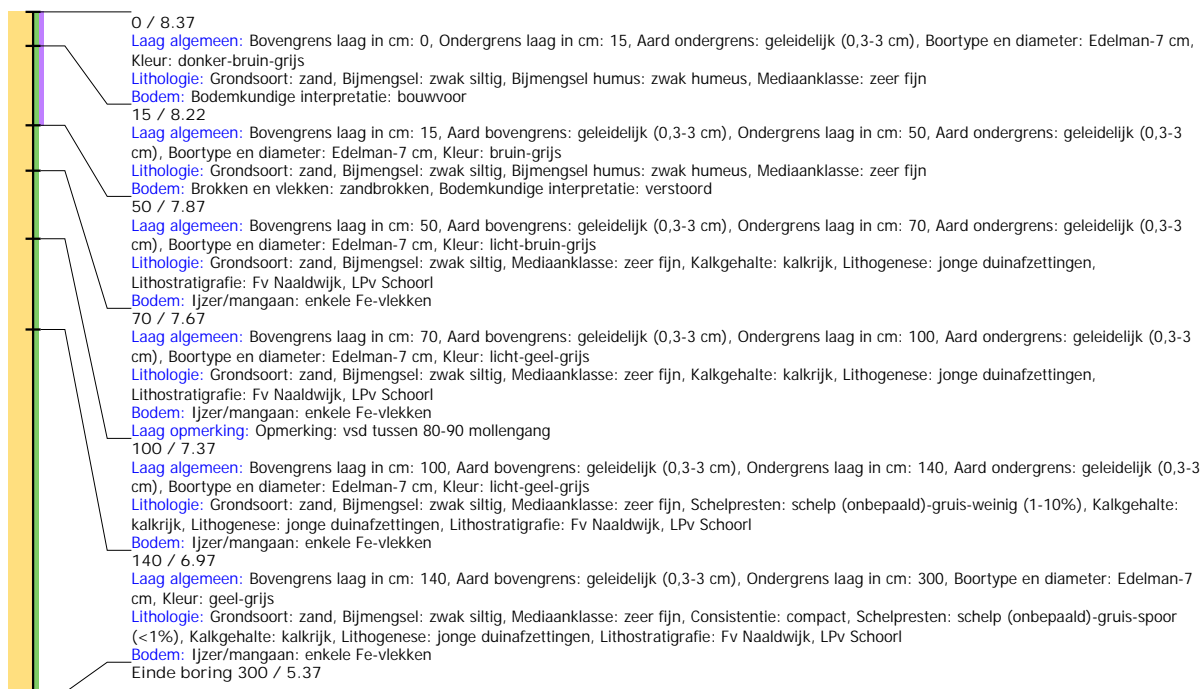 0 / 8.37
Laag algemeen: Bovengrens laag in cm: 0, Ondergrens laag in cm: 15, Aard ondergrens: geleidelijk (0,3-3 cm), Boortype en diameter: Edelman-7 cm,
Kleur: donker-bruin-grijs
Lithologie: Grondsoort: zand, Bijmengsel: zwak siltig, Bijmengsel humus: zwak humeus, Mediaanklasse: zeer fijn
Bodem: Bodemkundige interpretatie: bouwvoor
15 / 8.22
Laag algemeen: Bovengrens laag in cm: 15, Aard bovengrens: geleidelijk (0,3-3 cm), Ondergrens laag in cm: 50, Aard ondergrens: geleidelijk (0,3-3
cm), Boortype en diameter: Edelman-7 cm, Kleur: bruin-grijs
Lithologie: Grondsoort: zand, Bijmengsel: zwak siltig, Bijmengsel humus: zwak humeus, Mediaanklasse: zeer fijn
Bodem: Brokken en vlekken: zandbrokken, Bodemkundige interpretatie: verstoord
50 / 7.87
Laag algemeen: Bovengrens laag in cm: 50, Aard bovengrens: geleidelijk (0,3-3 cm), Ondergrens laag in cm: 70, Aard ondergrens: geleidelijk (0,3-3
cm), Boortype en diameter: Edelman-7 cm, Kleur: licht-bruin-grijs
Lithologie: Grondsoort: zand, Bijmengsel: zwak siltig, Mediaanklasse: zeer fijn, Kalkgehalte: kalkrijk, Lithogenese: jonge duinafzettingen,
Lithostratigrafie: Fv Naaldwijk, LPv Schoorl
Bodem: Ijzer/mangaan: enkele Fe-vlekken
70 / 7.67
Laag algemeen: Bovengrens laag in cm: 70, Aard bovengrens: geleidelijk (0,3-3 cm), Ondergrens laag in cm: 100, Aard ondergrens: geleidelijk (0,3-3
cm), Boortype en diameter: Edelman-7 cm, Kleur: licht-geel-grijs
Lithologie: Grondsoort: zand, Bijmengsel: zwak siltig, Mediaanklasse: zeer fijn, Kalkgehalte: kalkrijk, Lithogenese: jonge duinafzettingen,
Lithostratigrafie: Fv Naaldwijk, LPv Schoorl
Bodem: Ijzer/mangaan: enkele Fe-vlekken
Laag opmerking: Opmerking: vsd tussen 80-90 mollengang
100 / 7.37
Laag algemeen: Bovengrens laag in cm: 100, Aard bovengrens: geleidelijk (0,3-3 cm), Ondergrens laag in cm: 140, Aard ondergrens: geleidelijk (0,3-3
cm), Boortype en diameter: Edelman-7 cm, Kleur: licht-geel-grijs
Lithologie: Grondsoort: zand, Bijmengsel: zwak siltig, Mediaanklasse: zeer fijn, Schelpresten: schelp (onbepaald)-gruis-weinig (1-10%), Kalkgehalte:
kalkrijk, Lithogenese: jonge duinafzettingen, Lithostratigrafie: Fv Naaldwijk, LPv Schoorl
Bodem: Ijzer/mangaan: enkele Fe-vlekken
140 / 6.97
Laag algemeen: Bovengrens laag in cm: 140, Aard bovengrens: geleidelijk (0,3-3 cm), Ondergrens laag in cm: 300, Boortype en diameter: Edelman-7
cm, Kleur: geel-grijs
Lithologie: Grondsoort: zand, Bijmengsel: zwak siltig, Mediaanklasse: zeer fijn, Consistentie: compact, Schelpresten: schelp (onbepaald)-gruis-spoor
(<1%), Kalkgehalte: kalkrijk, Lithogenese: jonge duinafzettingen, Lithostratigrafie: Fv Naaldwijk, LPv Schoorl
Bodem: Ijzer/mangaan: enkele Fe-vlekken
Einde boring 300 / 5.37